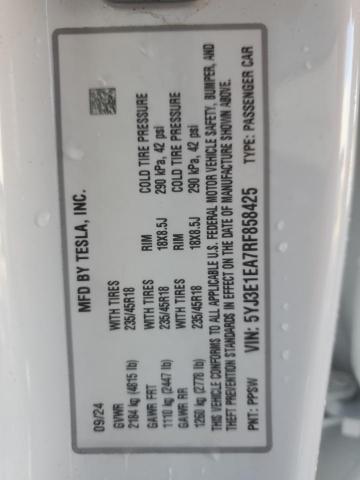 MFD BY TESLA, INC.
09/24
GVWR
2184 kg (4815 lb)
WITH TIRES
235/45R18
RIM
18X8.5J
COLD TIRE PRESSURE
290 kPa, 42 psi
GAWR FRT
1110 kg (2447 lb)
WITH TIRES
235/45R18
RIM
18X8.5J
COLD TIRE PRESSURE
290 kPa, 42 psi
GAWR RR
1260 kg (2778 lb)
THIS VEHICLE CONFORMS TO ALL APPLICABLE U.S. FEDERAL MOTOR VEHICLE SAFETY, BUMPER, AND
THEFT PREVENTION STANDARDS IN EFFECT ON THE DATE OF MANUFACTURE SHOWN ABOVE.
PNT: PPSW
VIN: 5YJ3E1EA7RF858425
TYPE: PASSENGER CAR